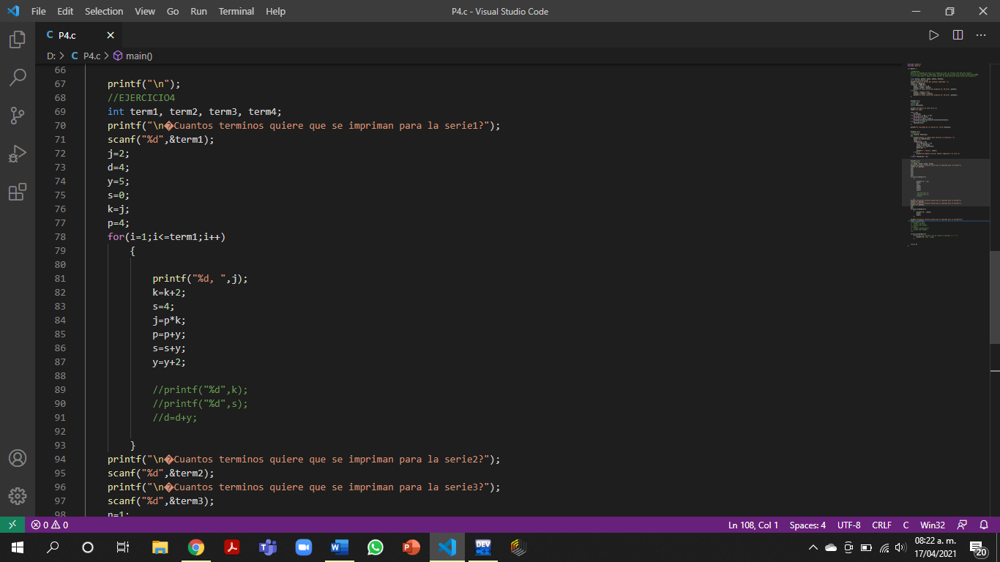 File Edit Selection View Go Run Terminal Help P4.c - Visual Studio Code
C P4.c
D: > C P4.c > main()
66
67 printf("\n");
68 //EJERCICIO4
69 int term1, term2, term3, term4;
70 printf("\n�Cuantos terminos quiere que se impriman para la serie1?");
71 scanf("%d",&term1);
72 j=2;
73 d=4;
74 y=5;
75 s=0;
76 k=j;
77 p=4;
78 for(i=1;i<=term1;i++)
79 {
80
81 printf("%d, ",j);
82 k=k+2;
83 s=4;
84 j=p*k;
85 p=p+y;
86 s=s+y;
87 y=y+2;
88
89 //printf("%d",k);
90 //printf("%d",s);
91 //d=d+y;
92
93 }
94 printf("\n�Cuantos terminos quiere que se impriman para la serie2?");
95 scanf("%d",&term2);
96 printf("\n�Cuantos terminos quiere que se impriman para la serie3?");
97 scanf("%d",&term3);
98 n=1;
0 0 Ln 108, Col 1 Spaces: 4 UTF-8 CRLF C Win32
DEV
08:22 a. m.
17/04/2021
20